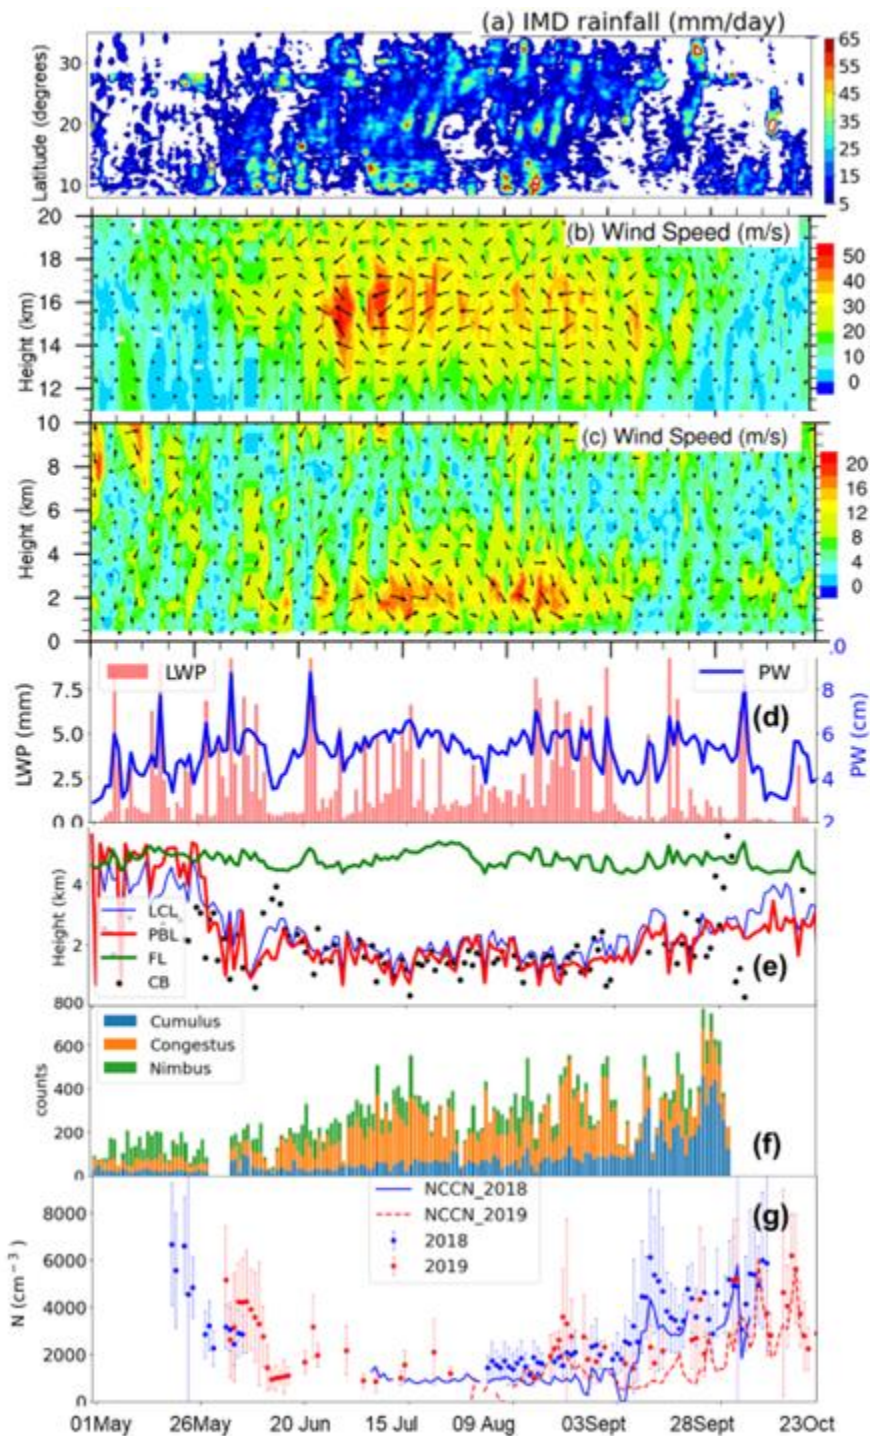 (a) IMD rainfall (mm/day)
Latitude (degrees)
30
20
10
65
55
45
35
25
15
5
(b) Wind Speed (m/s)
Height (km)
20
18
16
14
12
50
40
30
20
10
0
(c) Wind Speed (m/s)
Height (km)
10
8
6
4
2
0
20
16
12
8
4
2
0
.0
LWP
PW
(d)
LWP (mm)
7.5
5.0
2.5
0.0
PW (cm)
8
6
4
2
Height (km)
4
2
LCL
PBL
FL
CB
(e)
800
Cumulus
Congestus
Nimbus
counts
600
400
200
0
(f)
NCCN_2018
NCCN_2019
2018
2019
(g)
N (cm⁻³)
8000
6000
4000
2000
0
01May 26May 20 Jun 15 Jul 09 Aug 03Sept 28Sept 23Oct